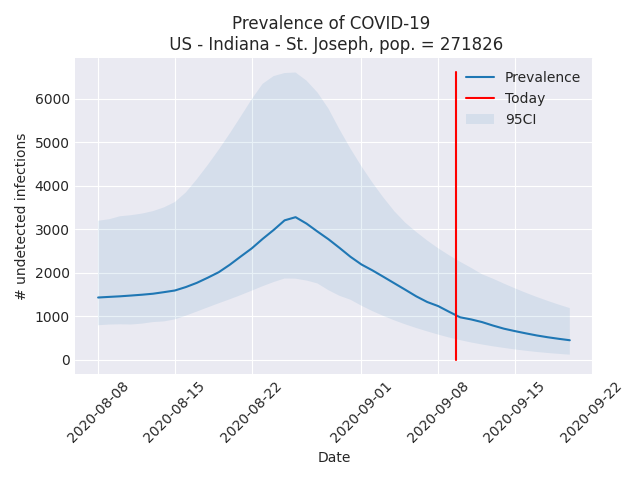 Prevalence of COVID-19
US - Indiana - St. Joseph, pop. = 271826
Prevalence
Today
95CI
6000
5000
4000
3000
2000
1000
0
# undetected infections
2020-08-08
2020-08-15
2020-08-22
2020-09-01
2020-09-08
2020-09-15
2020-09-22
Date